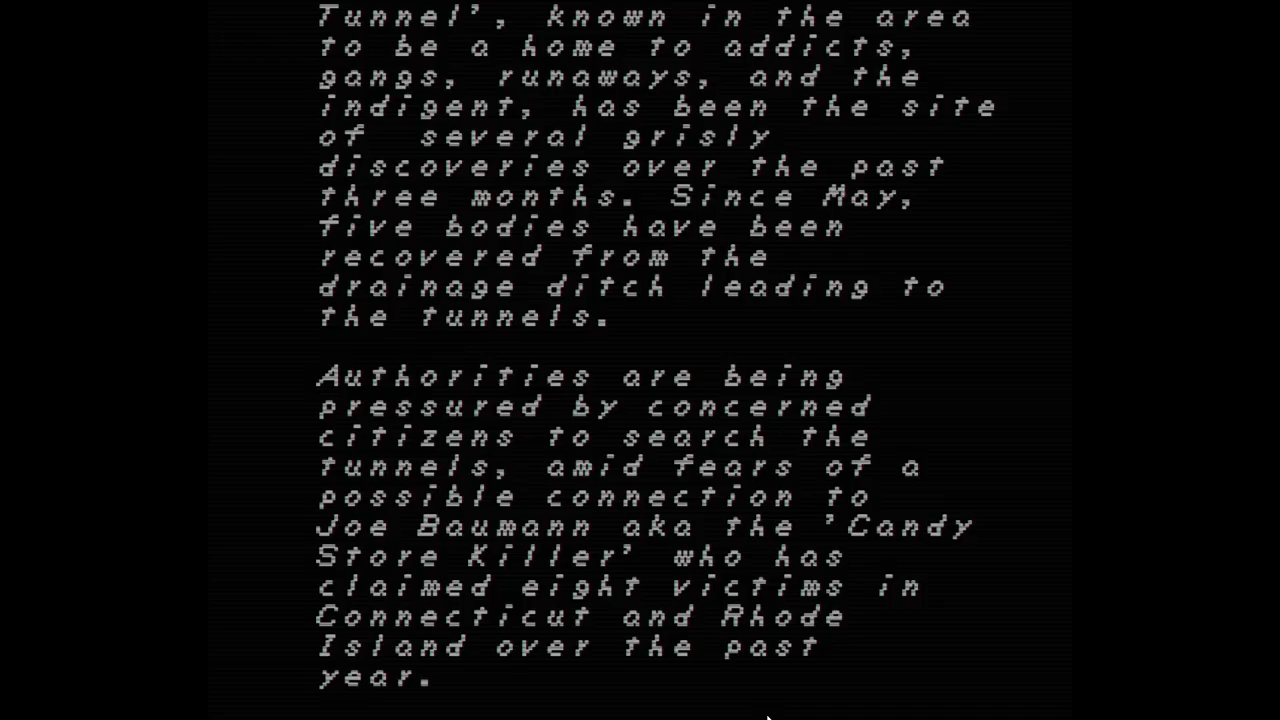 Tunnel', known in the area
to be a home to addicts,
gangs, runaways, and the
indigent, has been the site
of several grisly
discoveries over the past
three months. Since May,
five bodies have been
recovered from the
drainage ditch leading to
the tunnels.
Authorities are being
pressured by concerned
citizens to search the
tunnels, amid fears of a
possible connection to
Joe Baumann aka the 'Candy
Store Killer' who has
claimed eight victims in
Connecticut and Rhode
Island over the past
year.